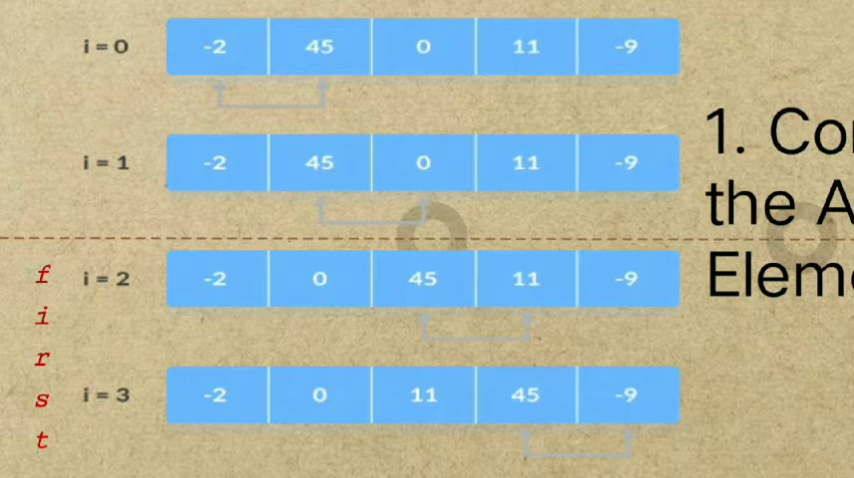 i = 0 -2 45 0 11 -9
i = 1 -2 45 0 11 -9
i = 2 -2 0 45 11 -9
i = 3 -2 0 11 45 -9
f
i
r
s
t
1. Co
the A
Elem